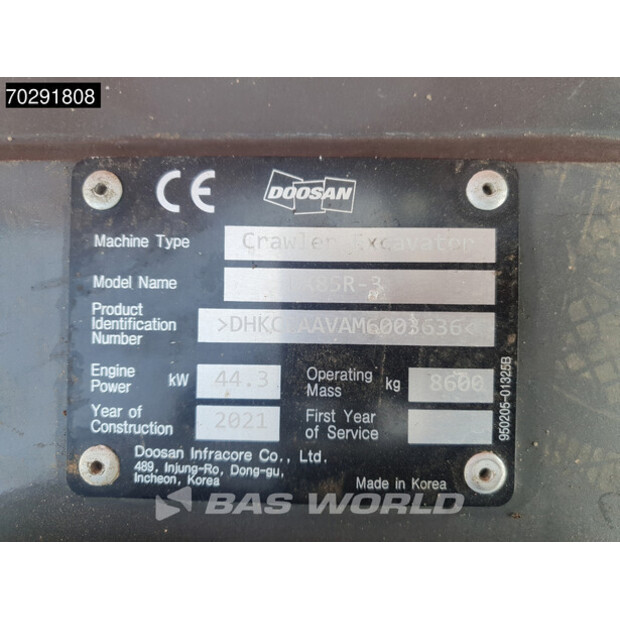 70291808
CE DOOSAN
Machine Type Crawler Excavator
Model Name
Product
Identification
Number
Engine
Power kW 44.3 Operating
Mass kg 8600
Year of
Construction 2021 First Year
of Service
Doosan Infracore Co., Ltd.
489, Injung-Ro, Dong-gu,
Incheon, Korea
Made in Korea
950205-01325B
BAS WORLD